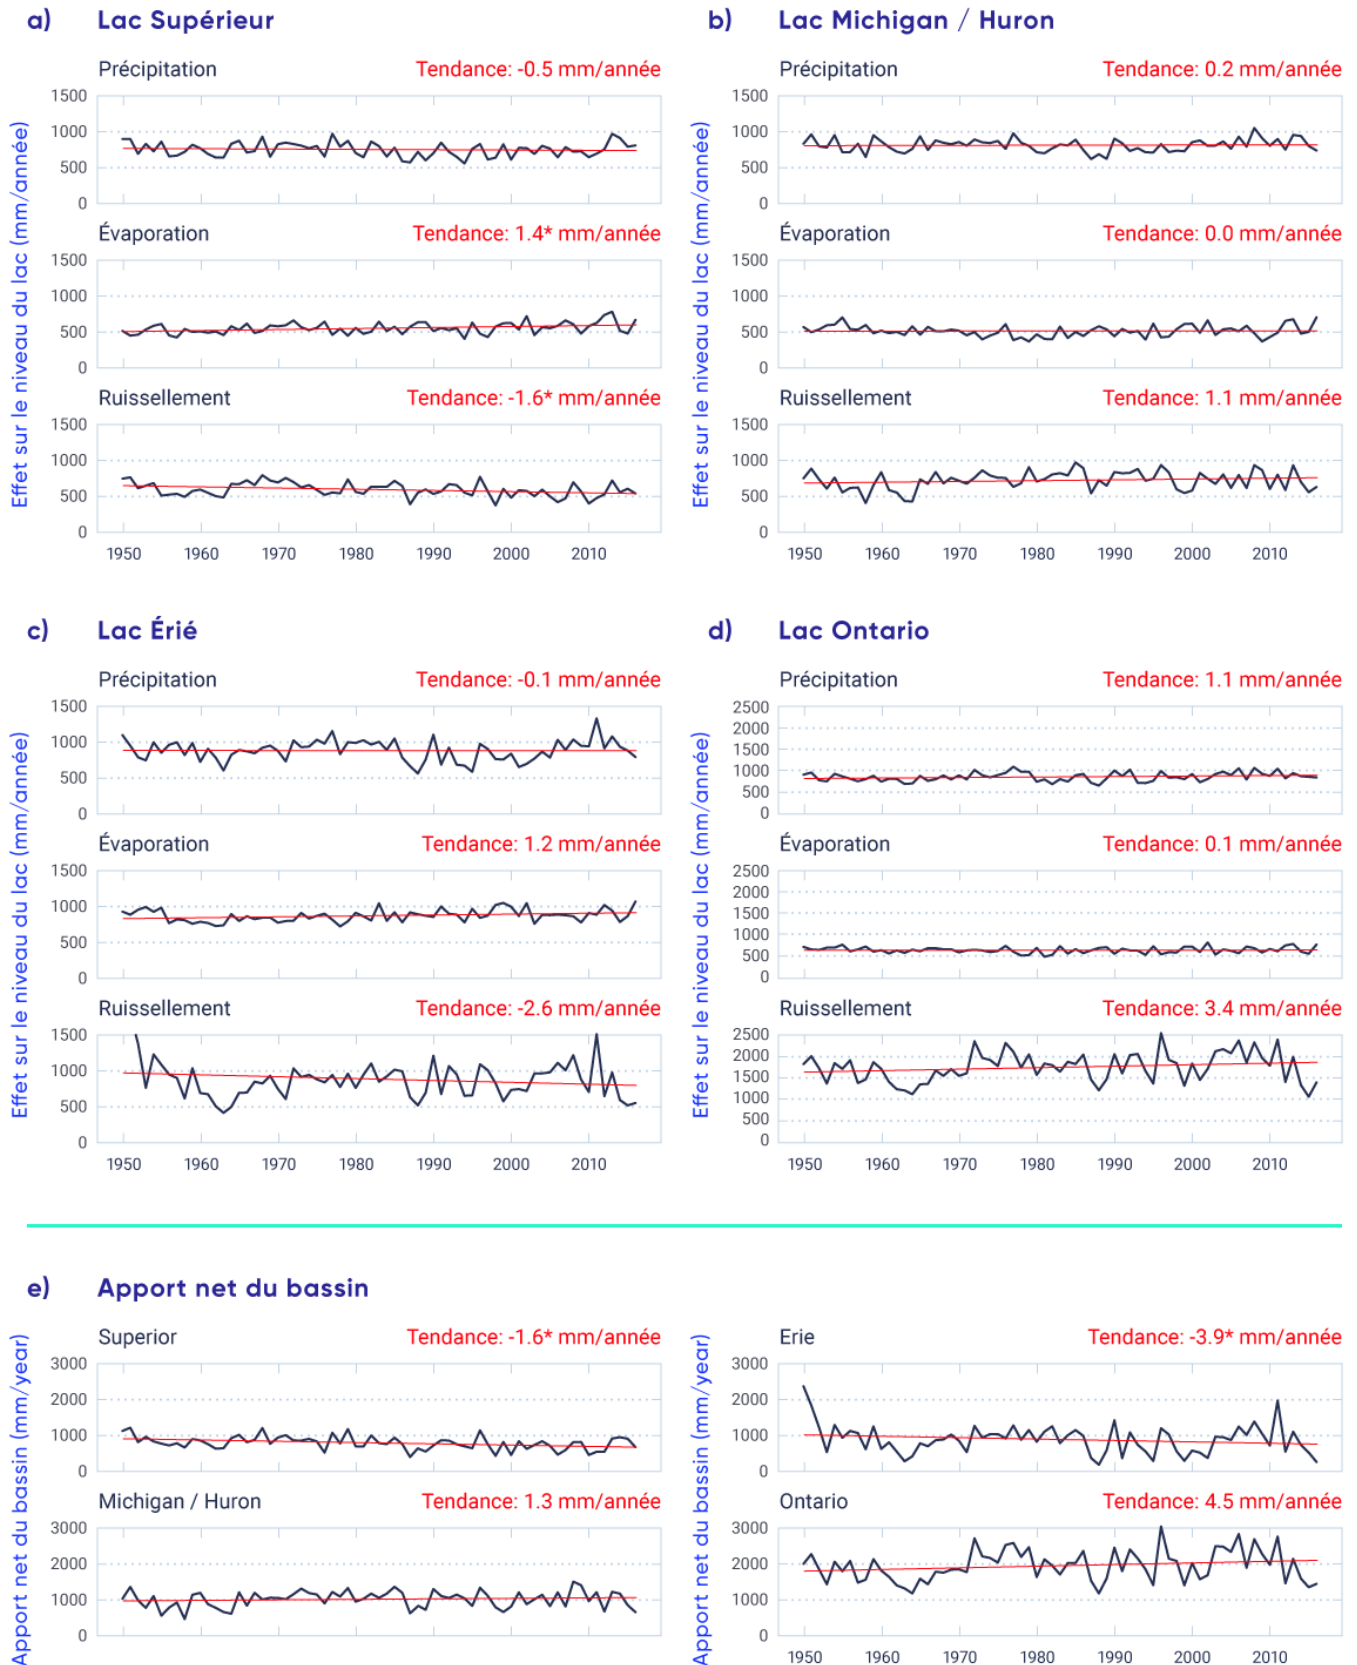 a) Lac Supérieur
Précipitation Tendance: -0.5 mm/année
1500
1000
500
0
Évaporation Tendance: 1.4* mm/année
1500
1000
500
0
Ruissellement Tendance: -1.6* mm/année
1500
1000
500
0
1950 1960 1970 1980 1990 2000 2010
Effet sur le niveau du lac (mm/année)
b) Lac Michigan / Huron
Précipitation Tendance: 0.2 mm/année
1500
1000
500
0
Évaporation Tendance: 0.0 mm/année
1500
1000
500
0
Ruissellement Tendance: 1.1 mm/année
1500
1000
500
0
1950 1960 1970 1980 1990 2000 2010
Effet sur le niveau du lac (mm/année)
c) Lac Érié
Précipitation Tendance: -0.1 mm/année
1500
1000
500
0
Évaporation Tendance: 1.2 mm/année
1500
1000
500
0
Ruissellement Tendance: -2.6 mm/année
1500
1000
500
0
1950 1960 1970 1980 1990 2000 2010
Effet sur le niveau du lac (mm/année)
d) Lac Ontario
Précipitation Tendance: 1.1 mm/année
2500
2000
1500
1000
500
0
Évaporation Tendance: 0.1 mm/année
2500
2000
1500
1000
500
0
Ruissellement Tendance: 3.4 mm/année
2500
2000
1500
1000
500
0
1950 1960 1970 1980 1990 2000 2010
Effet sur le niveau du lac (mm/année)
e) Apport net du bassin
Superior Tendance: -1.6* mm/année
3000
2000
1000
0
Michigan / Huron Tendance: 1.3 mm/année
3000
2000
1000
0
Apport net du bassin (mm/year)
Erie Tendance: -3.9* mm/année
3000
2000
1000
0
Ontario Tendance: 4.5 mm/année
3000
2000
1000
0
1950 1960 1970 1980 1990 2000 2010
Apport net du bassin (mm/year)